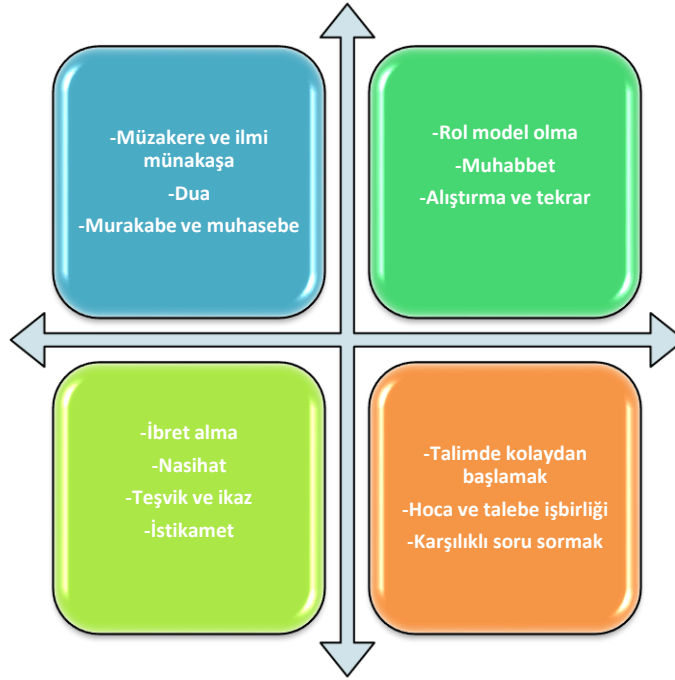 -Müzakere ve ilmi
münakaşa
-Dua
-Murakabe ve muhasebe
-Rol model olma
-Muhabbet
-Alıştırma ve tekrar
-İbret alma
-Nasihat
-Teşvik ve ikaz
-İstikamet
-Talimde kolaydan
başlamak
-Hoca ve talebe işbirliği
-Karşılıklı soru sormak